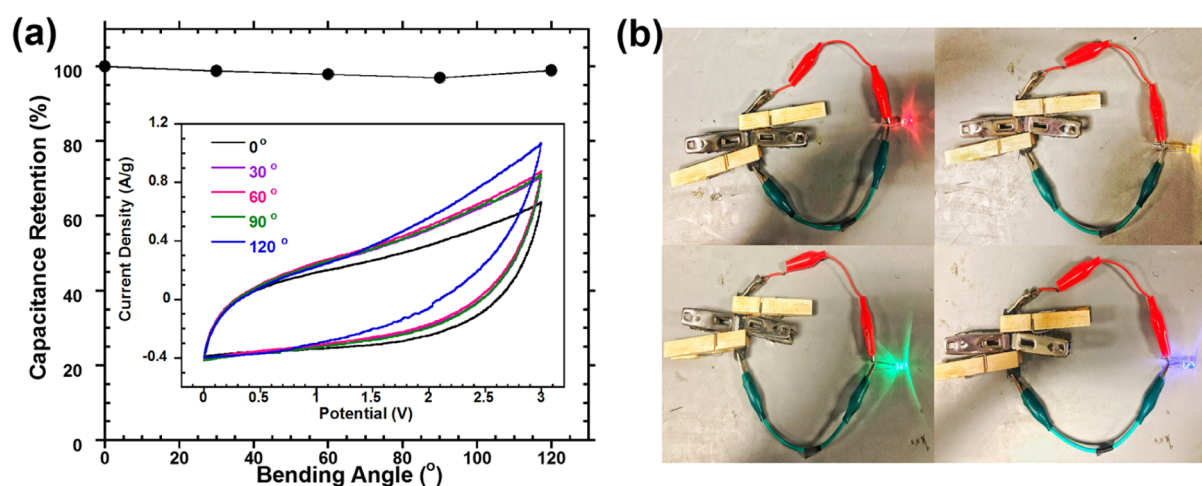 (a)
Capacitance Retention (%)
100
80
60
40
20
0
0 20 40 60 80 100 120
Bending Angle (o)
Current Density (A/g)
1.2
0.8
0.4
0
-0.4
0 0.5 1 1.5 2 2.5 3
Potential (V)
0 o
30 o
60 o
90 o
120 o
(b)